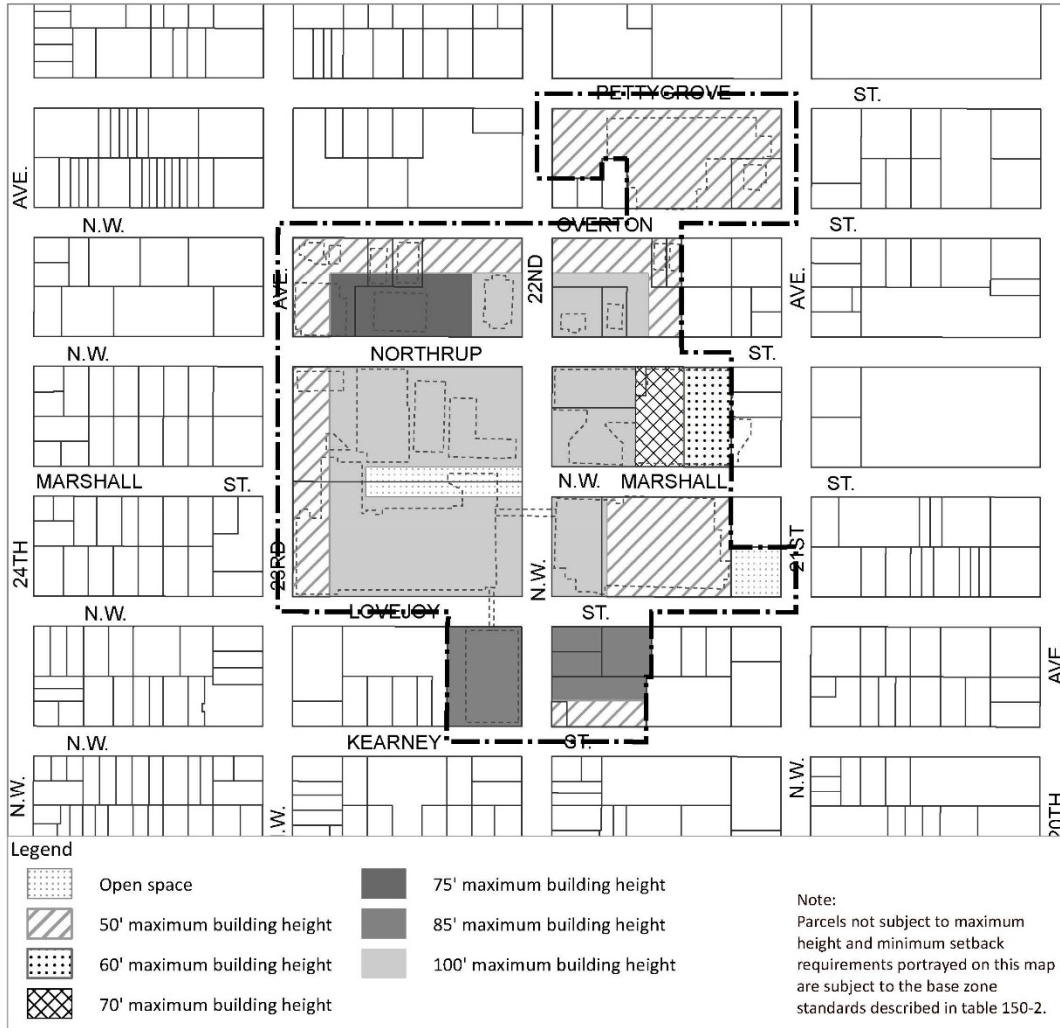 PETTYGROVE
ST.
AVE.
N.W.
OVERTON
ST.
AVE.
22ND
AVE.
N.W.
NORTHRUP
ST.
MARSHALL
ST.
N.W.
MARSHALL
ST.
24TH
23RD
N.W.
21ST
N.W.
LOVEJOY
ST.
AVE
N.W.
KEARNEY
ST.
N.W.
.W.
N.W.
20TH
Legend
Open space
50' maximum building height
60' maximum building height
70' maximum building height
75' maximum building height
85' maximum building height
100' maximum building height
Note:
Parcels not subject to maximum
height and minimum setback
requirements portrayed on this map
are subject to the base zone
standards described in table 150-2.